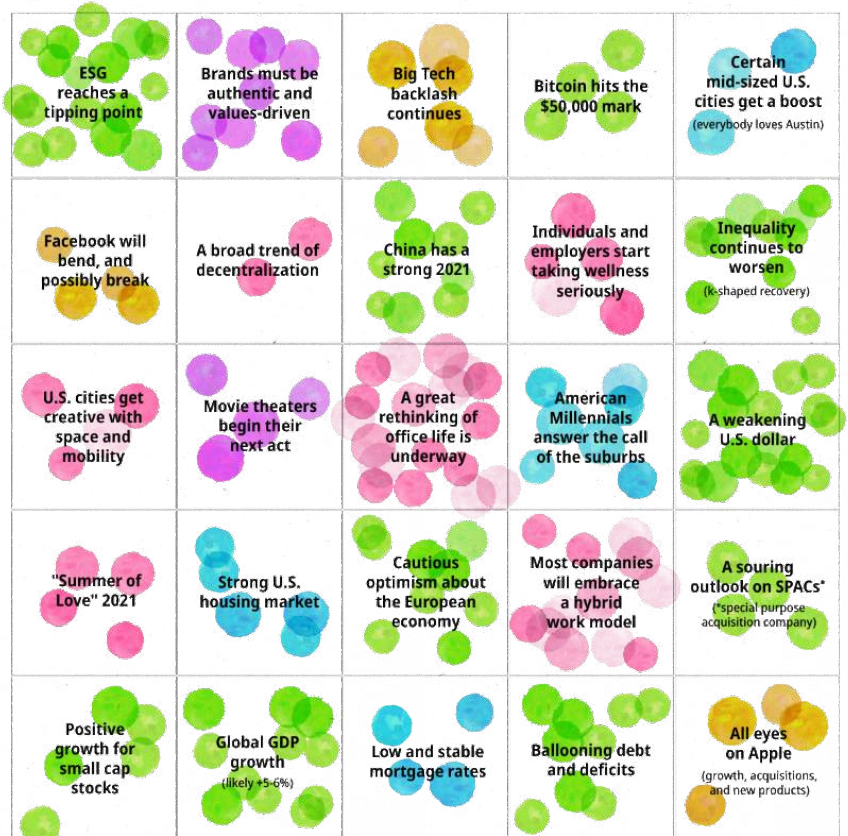 ESG
reaches a
tipping point
Brands must be
authentic and
values-driven
Big Tech
backlash
continues
Bitcoin hits the
$50,000 mark
Certain
mid-sized U.S.
cities get a boost
(everybody loves Austin)
Facebook will
bend, and
possibly break
A broad trend of
decentralization
China has a
strong 2021
Individuals and
employers start
taking wellness
seriously
Inequality
continues to
worsen
(k-shaped recovery)
U.S. cities get
creative with
space and
mobility
Movie theaters
begin their
next act
A great
rethinking of
office life is
underway
American
Millennials
answer the call
of the suburbs
A weakening
U.S. dollar
"Summer of
Love" 2021
Strong U.S.
housing market
Cautious
optimism about
the European
economy
Most companies
will embrace
a hybrid
work model
A souring
outlook on SPACs*
(*special purpose
acquisition company)
Positive
growth for
small cap
stocks
Global GDP
growth
(likely +5-6%)
Low and stable
mortgage rates
Ballooning debt
and deficits
All eyes
on Apple
(growth, acquisitions,
and new products)